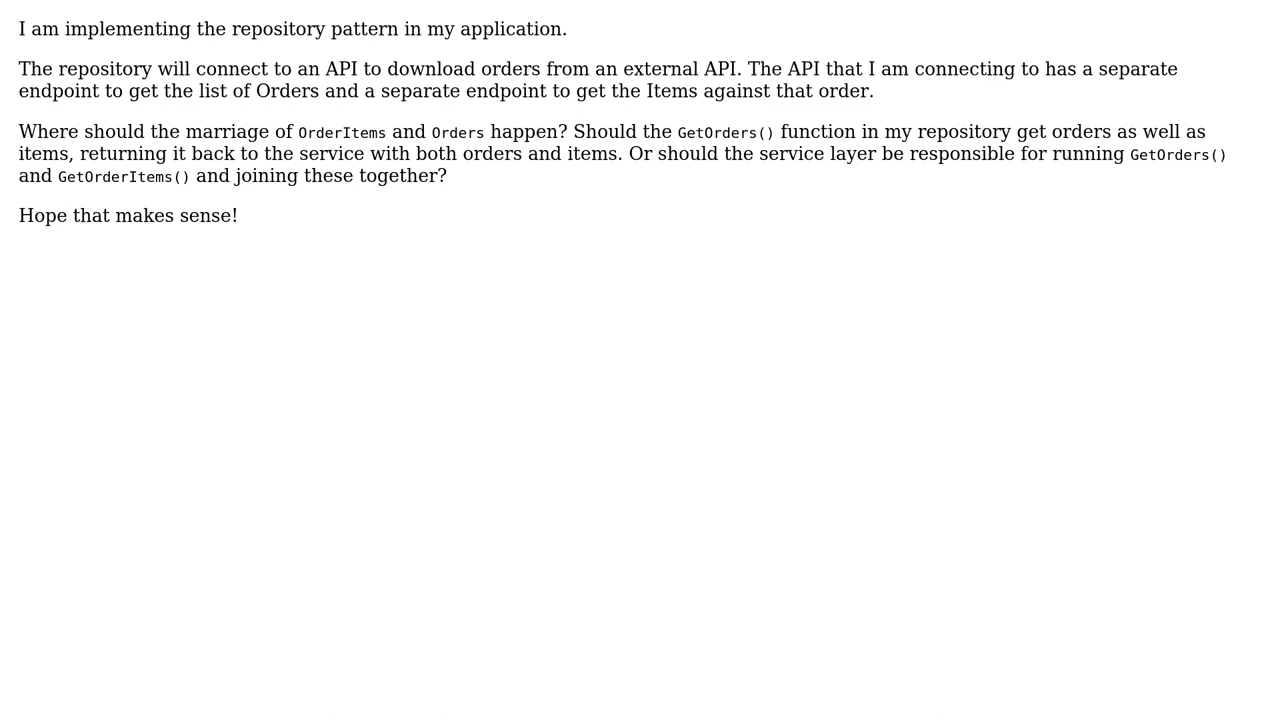 I am implementing the repository pattern in my application.
The repository will connect to an API to download orders from an external API. The API that I am connecting to has a separate
endpoint to get the list of Orders and a separate endpoint to get the Items against that order.
Where should the marriage of OrderItems and Orders happen? Should the GetOrders() function in my repository get orders as well as
items, returning it back to the service with both orders and items. Or should the service layer be responsible for running GetOrders()
and GetOrderItems() and joining these together?
Hope that makes sense!